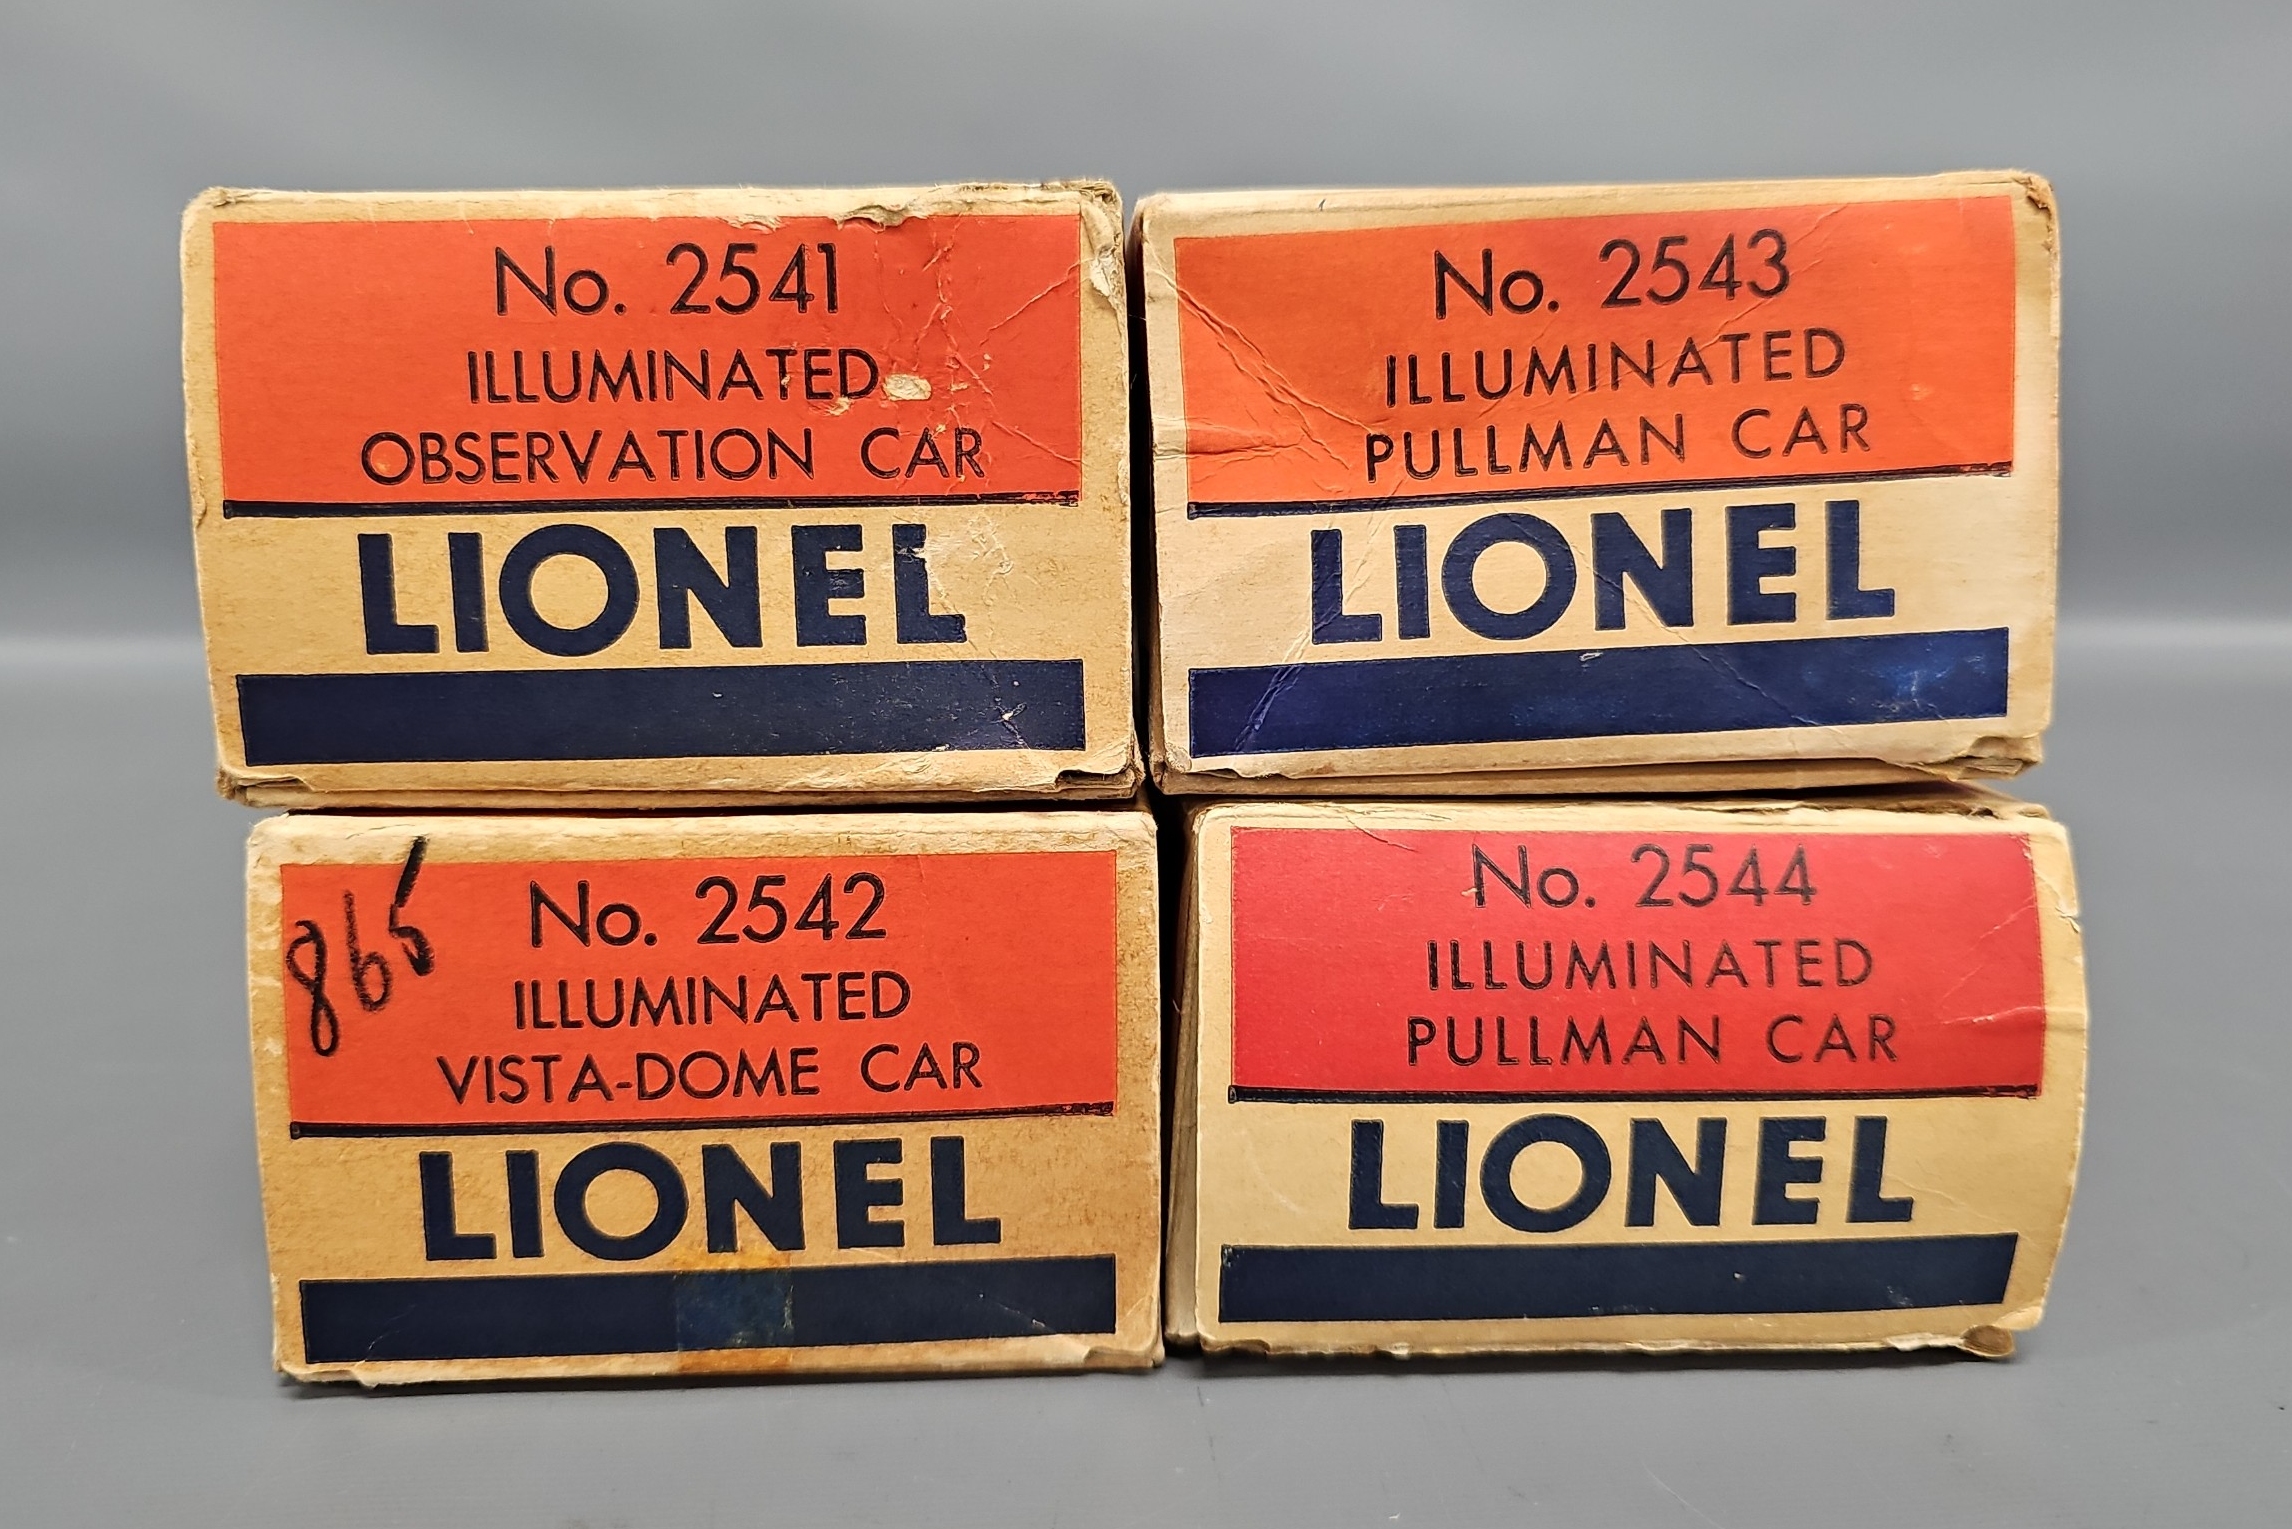 No. 2541
ILLUMINATED
OBSERVATION CAR
LIONEL
No. 2543
ILLUMINATED
PULLMAN CAR
LIONEL
865
No. 2542
ILLUMINATED
VISTA-DOME CAR
LIONEL
No. 2544
ILLUMINATED
PULLMAN CAR
LIONEL